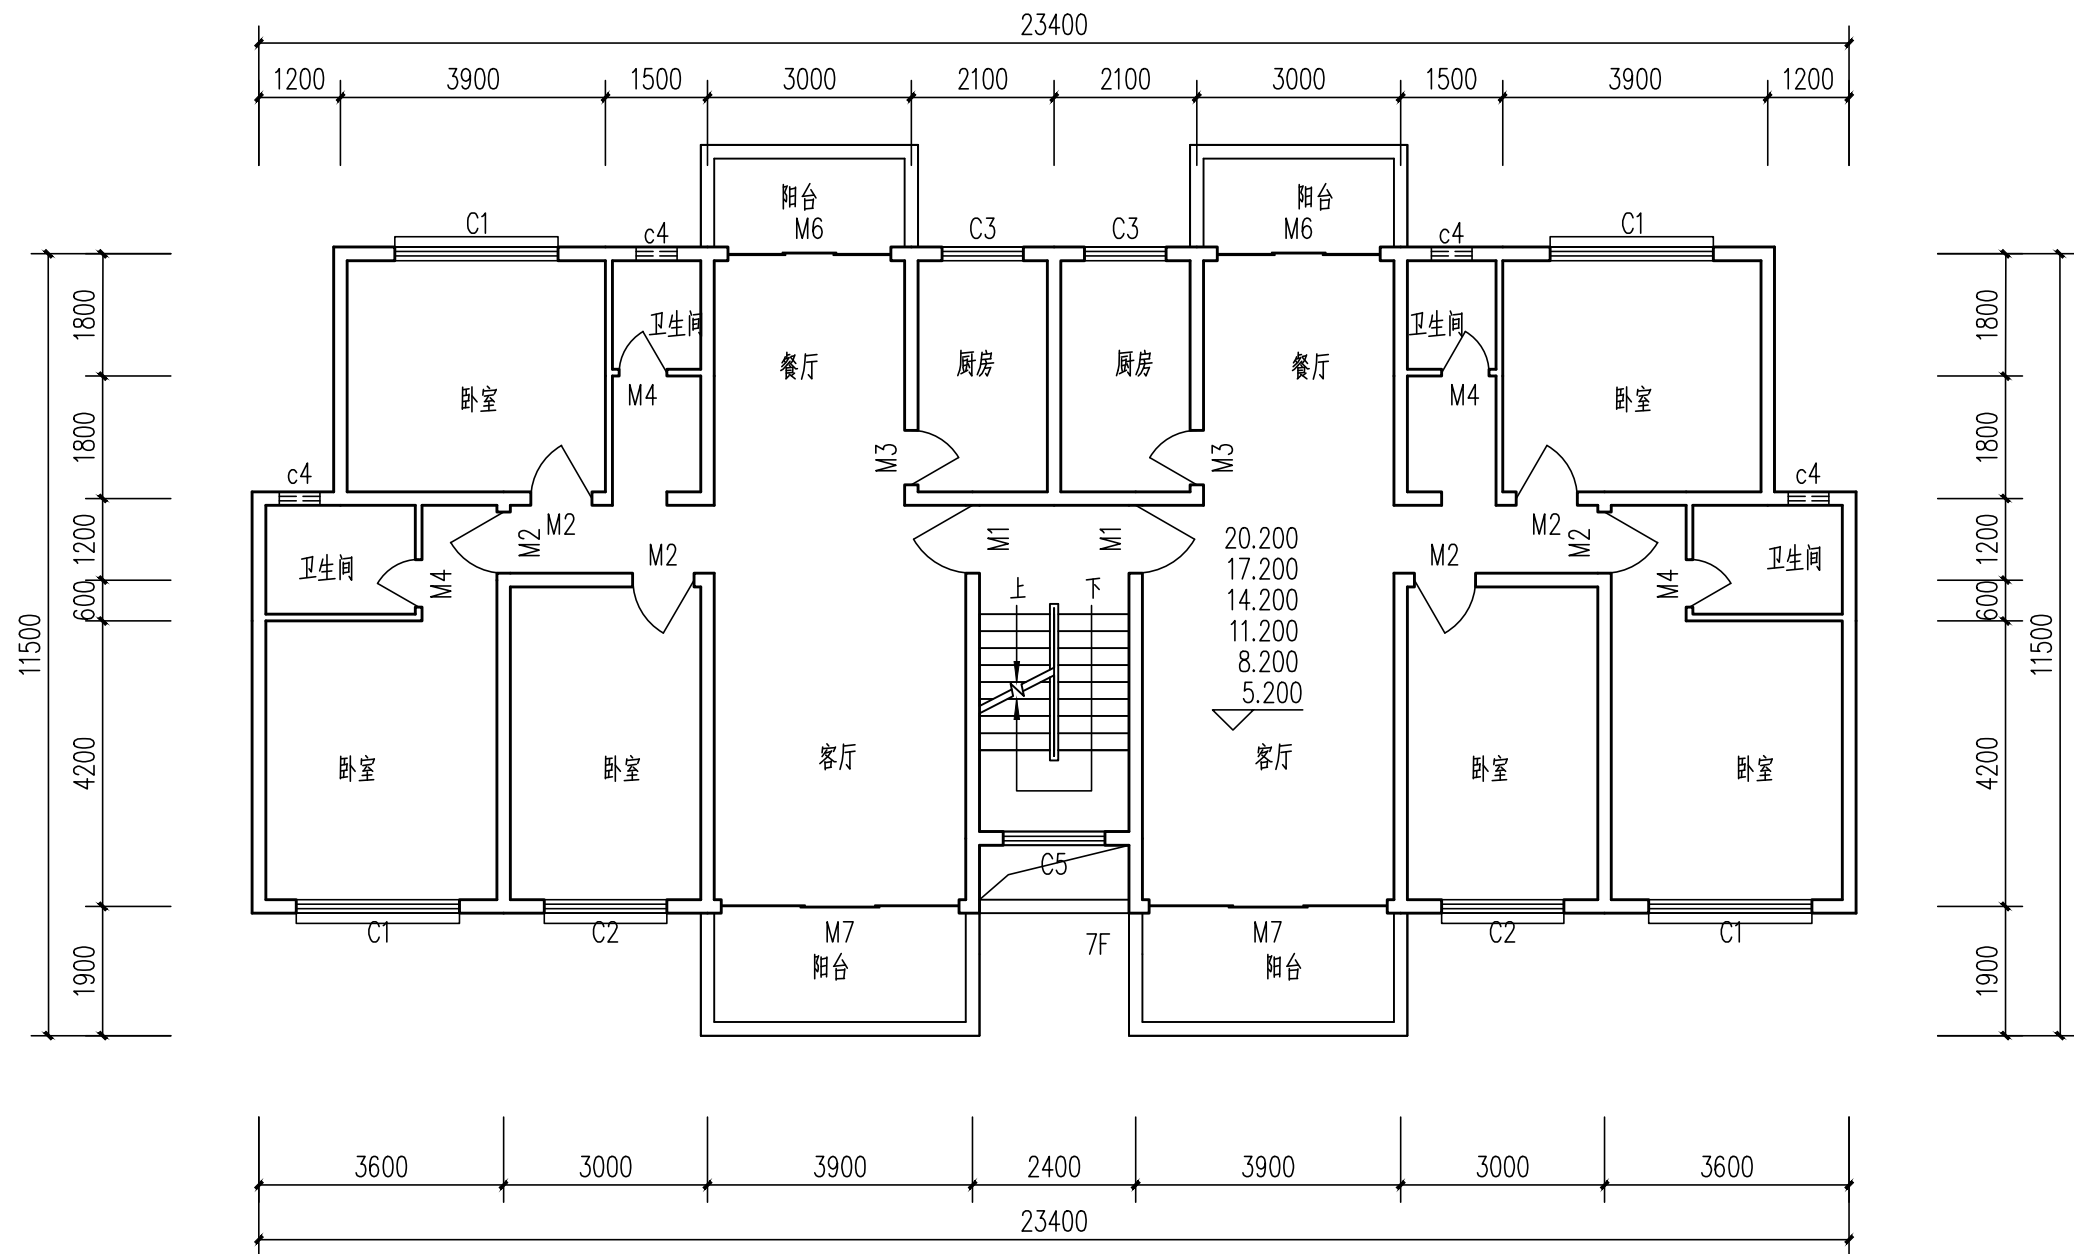 23400
1200 3900 1500 3000 2100 2100 3000 1500 3900 1200
阳台 阳台
C1 c4 M6 C3 C3 M6 c4 C1
1800 1800
卫生间 卫生间
餐厅 厨房 厨房 餐厅
M4 M4
卧室 卧室
1800 1800
M3 M3
c4 c4
M2 M1 M1 M2
1200 M2 M2 1200
20.200
M2 M2
卫生间 卫生间
17.200
M4 M4
上 下
14.200
600 600
11.200
11500 11500
8.200
5.200
4200 4200
客厅 客厅
卧室 卧室 卧室 卧室
C5
C1 C2 M7 7F M7 C2 C1
阳台 阳台
1900 1900
3600 3000 3900 2400 3900 3000 3600
23400